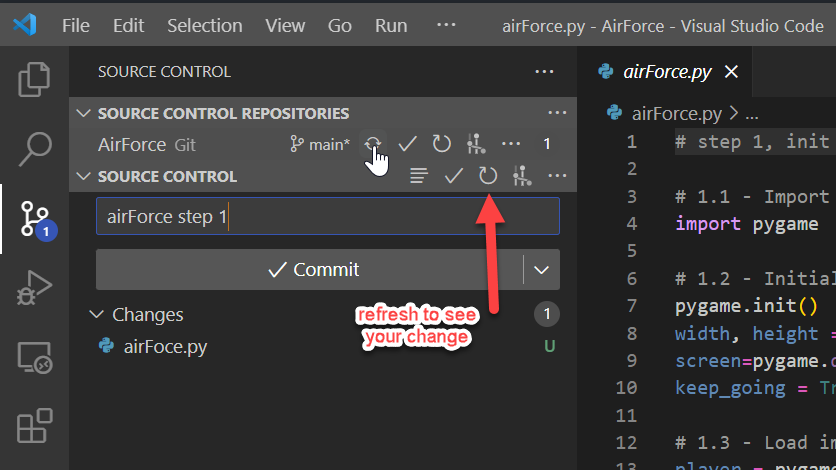 File Edit Selection View Go Run ··· airForce.py - AirForce - Visual Studio Code
SOURCE CONTROL ···
airForce.py
SOURCE CONTROL REPOSITORIES ···
airForce.py > ...
AirForce Git main* ··· 1
1 # step 1, init
SOURCE CONTROL ···
2
3 # 1.1 - Import
airForce step 1
4 import pygame
1
5
Commit
6 # 1.2 - Initial
7 pygame.init()
Changes 1
refresh to see
your change
8 width, height =
airFoce.py U
9 screen=pygame.d
10 keep_going = Tr
11
12 # 1.3 - Load im
13 player = pygame